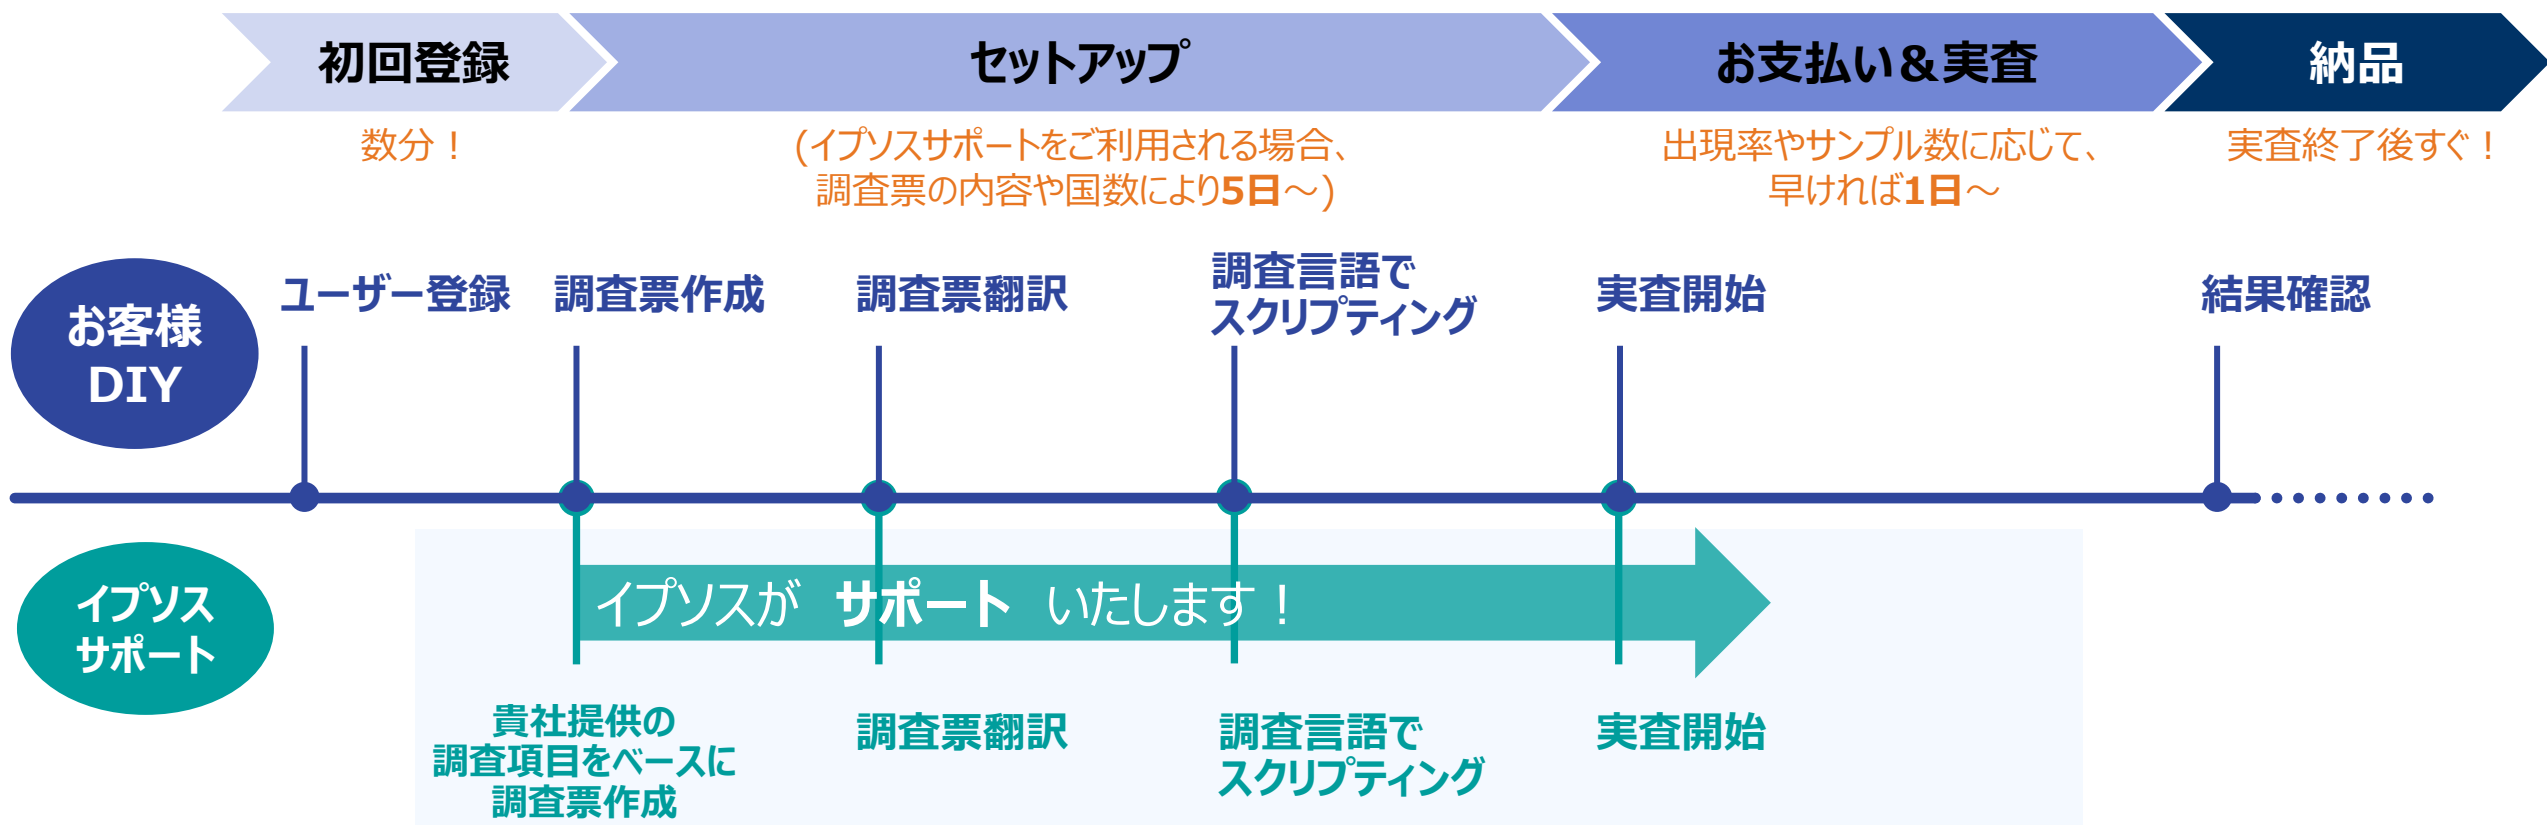 初回登録
セットアップ
お支払い＆実査
納品
数分！
(イプソスサポートをご利用される場合、
調査票の内容や国数により5日～)
出現率やサンプル数に応じて、
早ければ1日～
実査終了後すぐ！
お客様
DIY
ユーザー登録
調査票作成
調査票翻訳
調査言語で
スクリプティング
実査開始
結果確認
イプソス
サポート
イプソスが サポート いたします！
貴社提供の
調査項目をベースに
調査票作成
調査票翻訳
調査言語で
スクリプティング
実査開始